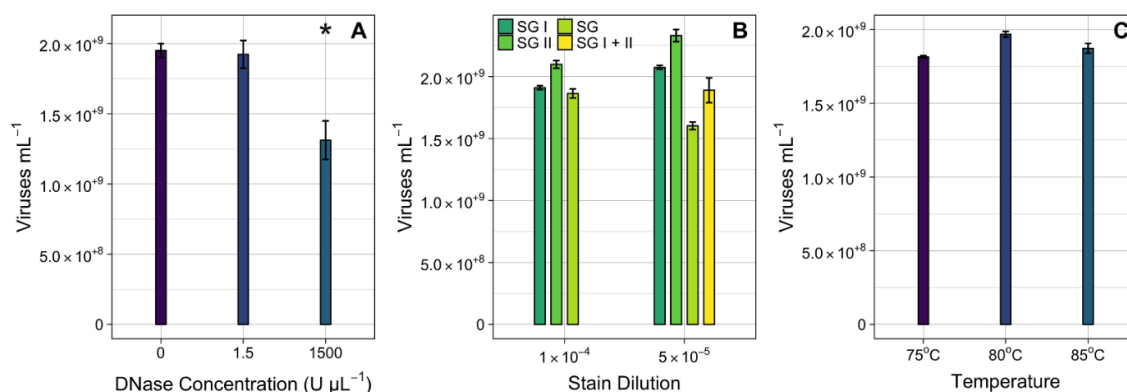 A
*
2.0 × 10⁺⁹
1.5 × 10⁺⁹
1.0 × 10⁺⁹
5.0 × 10⁺⁸
0
Viruses mL⁻¹
0 1.5 1500
DNase Concentration (U µL⁻¹)
B
SG I SG
SG II SG I + II
2.0 × 10⁺⁹
1.5 × 10⁺⁹
1.0 × 10⁺⁹
5.0 × 10⁺⁸
0
Viruses mL⁻¹
1 × 10⁻⁴ 5 × 10⁻⁵
Stain Dilution
C
2.0 × 10⁺⁹
1.5 × 10⁺⁹
1.0 × 10⁺⁹
5.0 × 10⁺⁸
0
Viruses mL⁻¹
75°C 80°C 85°C
Temperature